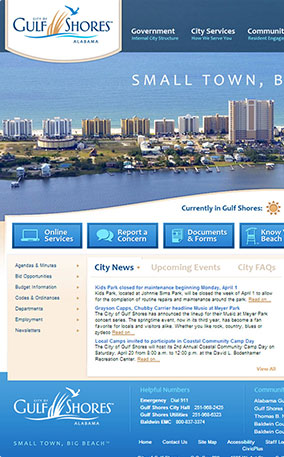 CITY OF
GULF SHORES
ALABAMA
Government
Internal City Structure
City Services
How We Serve You
Communit
Resident Engage
SMALL TOWN, B
Currently in Gulf Shores:
Online
Services
Report a
Concern
Documents
& Forms
Know
Beach
Agendas & Minutes
Bid Opportunities
Budget Information
Codes & Ordinances
Departments
Employment
Newsletters
City News
Upcoming Events
City FAQs
Kids Park closed for maintenance beginning Monday, April 1
Kids Park, located at Johnnie Sims Park, will be closed the week of April 1 to allow
for the completion of routine repairs and maintenance around the park. Read on...
Grayson Capps, Chubby Carrier headline Music at Meyer Park
The City of Gulf Shores has announced the lineup for their Music at Meyer Park
concert series. The springtime event, now in its third year, has become a fan
favorite for locals and visitors alike. Whether you like rock, country, blues or
zydeco Read on...
Local Camps invited to participate in Coastal Community Camp Day
The City of Gulf Shores will host its 2nd Annual Coastal Community Camp Day on
Saturday, April 20 from 8:00 a.m. to 12:00 p.m. at the David L. Bodenhamer
Recreation Center. Read on...
View All
CITY OF
GULF SHORES
ALABAMA
SMALL TOWN, BIG BEACH™
Helpful Numbers
Emergency Dial 911
Gulf Shores City Hall 251-968-2425
Gulf Shores Utilities 251-968-6323
Baldwin EMC 800-837-3374
Communit
Alabama Gu
Gulf Shores
Thomas B. N
Gulf Shores
Baldwin Cou
Home Contact Us Site Map Accessibility Staff Lo
CivicPlus